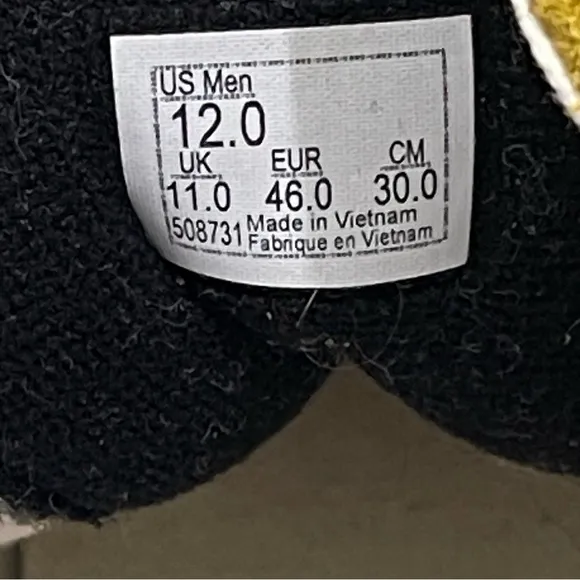 US Men
12.0
UK EUR CM
11.0 46.0 30.0
508731 Made in Vietnam
Fabrique en Vietnam